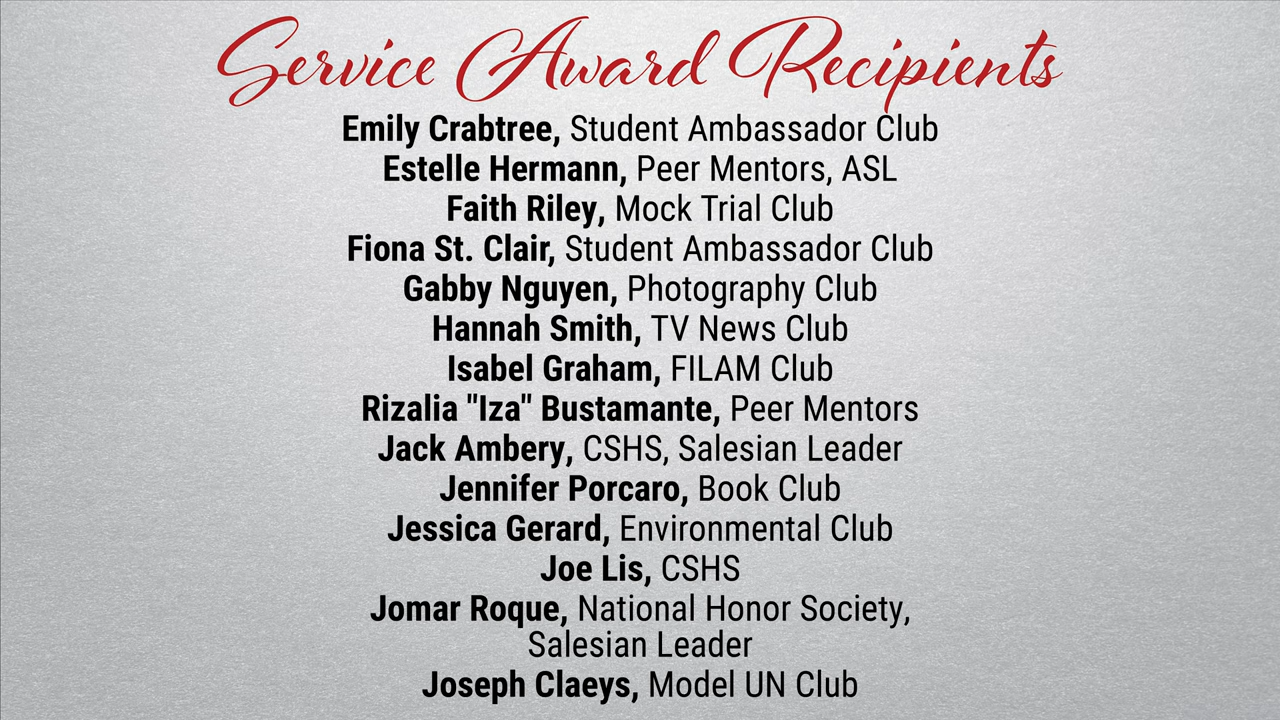 Service Award Recipients
Emily Crabtree, Student Ambassador Club
Estelle Hermann, Peer Mentors, ASL
Faith Riley, Mock Trial Club
Fiona St. Clair, Student Ambassador Club
Gabby Nguyen, Photography Club
Hannah Smith, TV News Club
Isabel Graham, FILAM Club
Rizalia "Iza" Bustamante, Peer Mentors
Jack Ambery, CSHS, Salesian Leader
Jennifer Porcaro, Book Club
Jessica Gerard, Environmental Club
Joe Lis, CSHS
Jomar Roque, National Honor Society,
Salesian Leader
Joseph Claeys, Model UN Club